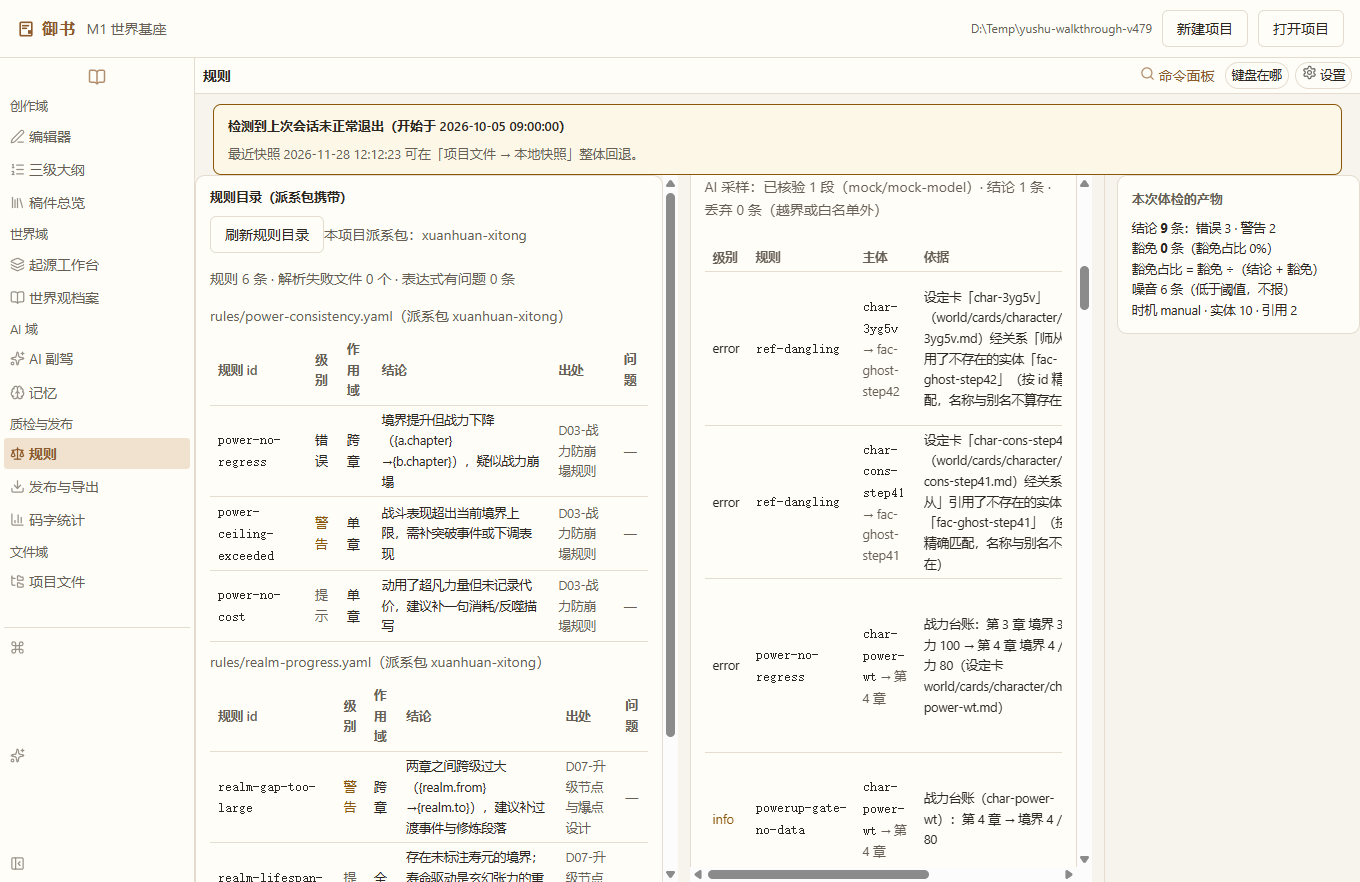 御书 M1 世界基座
D:\Temp\yushu-walkthrough-v479 新建项目 打开项目
创作域
编辑器
三级大纲
稿件总览
世界域
起源工作台
世界观档案
AI 域
AI 副驾
记忆
质检与发布
规则
发布与导出
码字统计
文件域
项目文件
规则
命令面板 键盘在哪 设置
检测到上次会话未正常退出（开始于 2026-10-05 09:00:00）
最近快照 2026-11-28 12:12:23 可在「项目文件 → 本地快照」整体回退。
规则目录（派系包携带）
刷新规则目录 本项目派系包：xuanhuan-xitong
规则 6 条 · 解析失败文件 0 个 · 表达式有问题 0 条
rules/power-consistency.yaml（派系包 xuanhuan-xitong）
规则 id 级别 作用域 结论 出处 问题
power-no-
regress
错误
跨章
境界提升但战力下降
（{a.chapter}
→{b.chapter}），疑似战力崩
塌
D03-战
力防崩
塌规则
—
power-
ceiling-
exceeded
警告
单章
战斗表现超出当前境界上
限，需补突破事件或下调表
现
D03-战
力防崩
塌规则
—
power-no-
cost
提示
单章
动用了超凡力量但未记录代
价，建议补一句消耗/反噬描
写
D03-战
力防崩
塌规则
—
rules/realm-progress.yaml（派系包 xuanhuan-xitong）
规则 id 级别 作用域 结论 出处 问题
realm-gap-too-
large
警告
跨章
两章之间跨级过大
（{realm.from}
→{realm.to}），建议补过
渡事件与修炼段落
D07-升
级节点
与爆点
设计
—
realm-lifespan-
提
全
存在未标注寿元的境界；
寿命驱动是玄幻张力的重
D07-升
级节点
AI 采样：已核验 1 段（mock/mock-model）· 结论 1 条 ·
丢弃 0 条（越界或白名单外）
级别 规则 主体 依据
error
ref-dangling
char-
3yg5v
→ fac-
ghost-
step42
设定卡「char-3yg5v」
（world/cards/character/
3yg5v.md）经关系「师从
用了不存在的实体「fac-
ghost-step42」（按 id 精
配，名称与别名不算存在
error
ref-dangling
char-
cons-
step41
→ fac-
ghost-
step41
设定卡「char-cons-step4
（world/cards/character/
cons-step41.md）经关系
从」引用了不存在的实体
「fac-ghost-step41」（按
精确匹配，名称与别名不
在）
error
power-no-
regress
char-
power-
wt → 第
4 章
战力台账：第 3 章 境界 3
力 100 → 第 4 章 境界 4 /
力 80（设定卡
world/cards/character/ch
power-wt.md）
info
powerup-gate-
no-data
char-
power-
wt → 第
4 章
战力台账（char-power-
wt）：第 4 章 → 境界 4 /
80
本次体检的产物
结论 9 条：错误 3 · 警告 2
豁免 0 条（豁免占比 0%）
豁免占比 = 豁免 ÷（结论 + 豁免）
噪音 6 条（低于阈值，不报）
时机 manual · 实体 10 · 引用 2